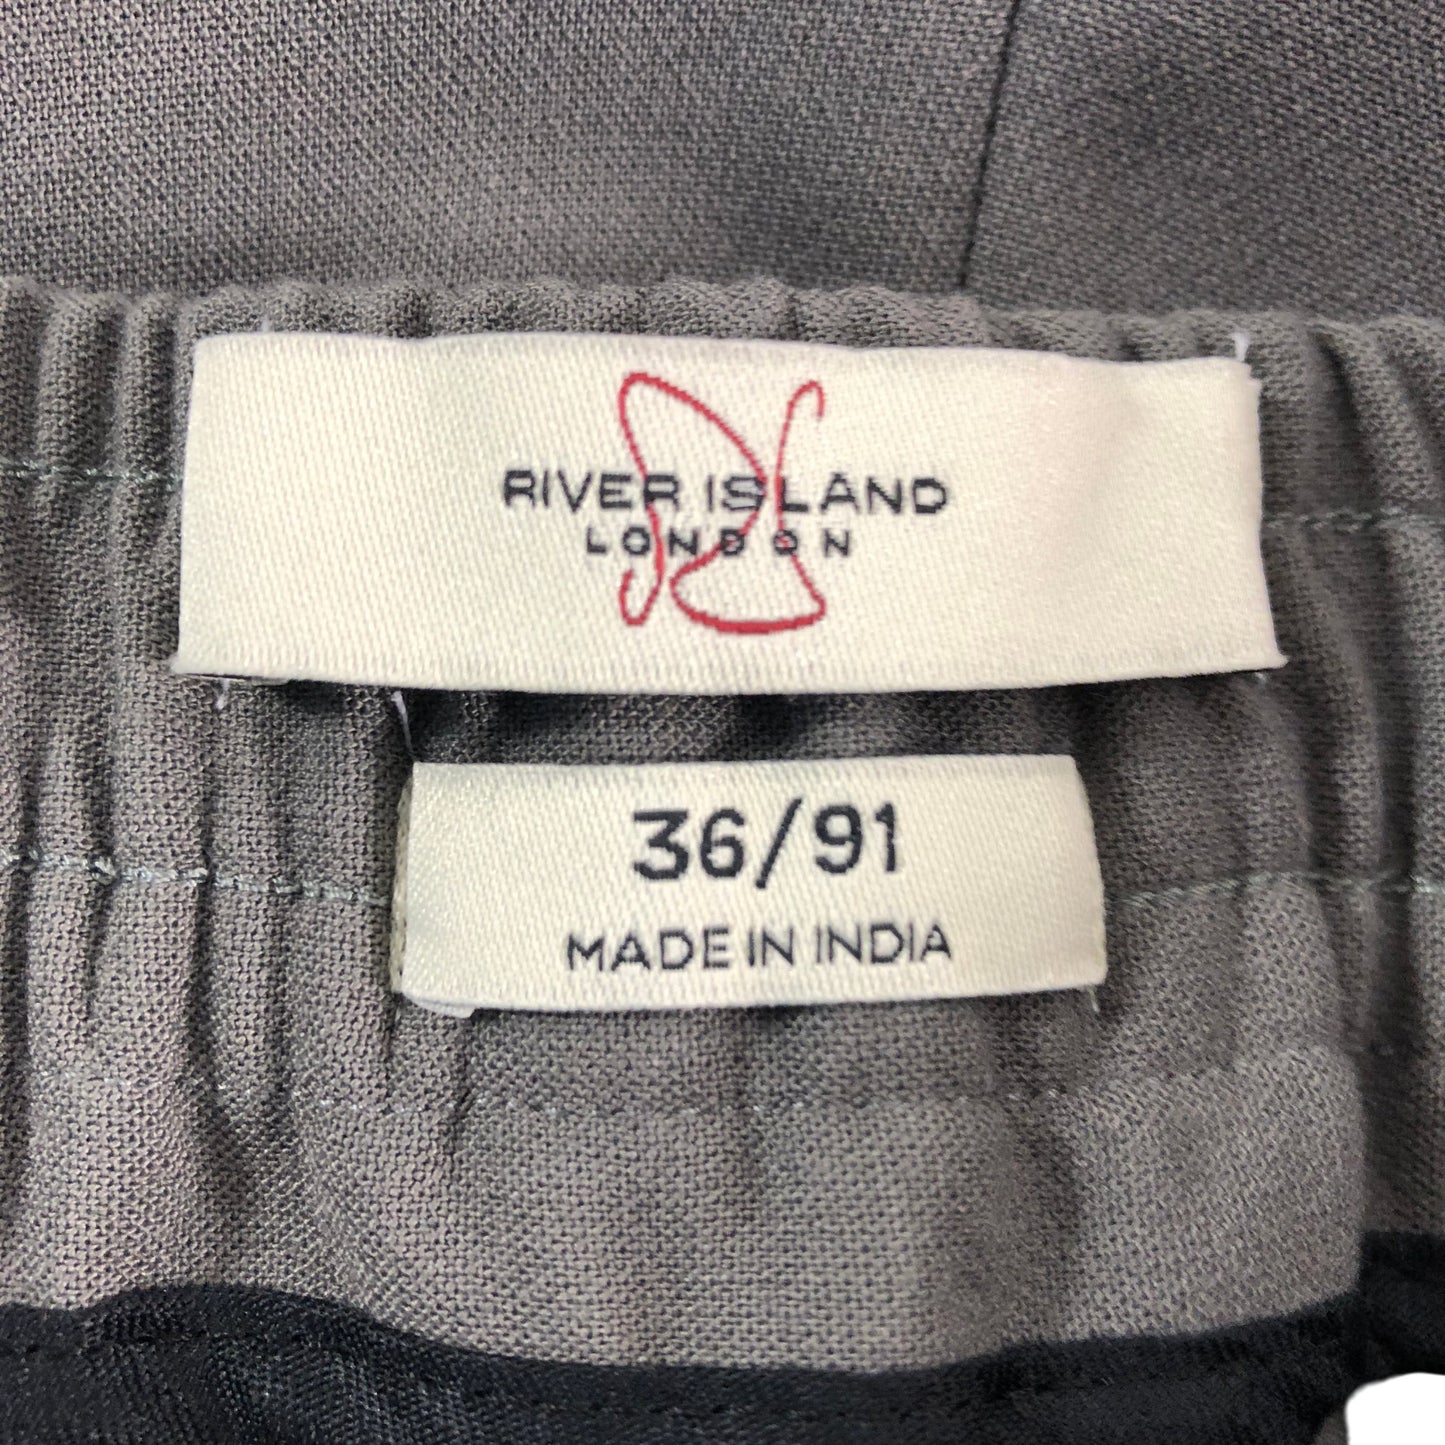 RIVER ISLAND
LONDON
36/91
MADE IN INDIA